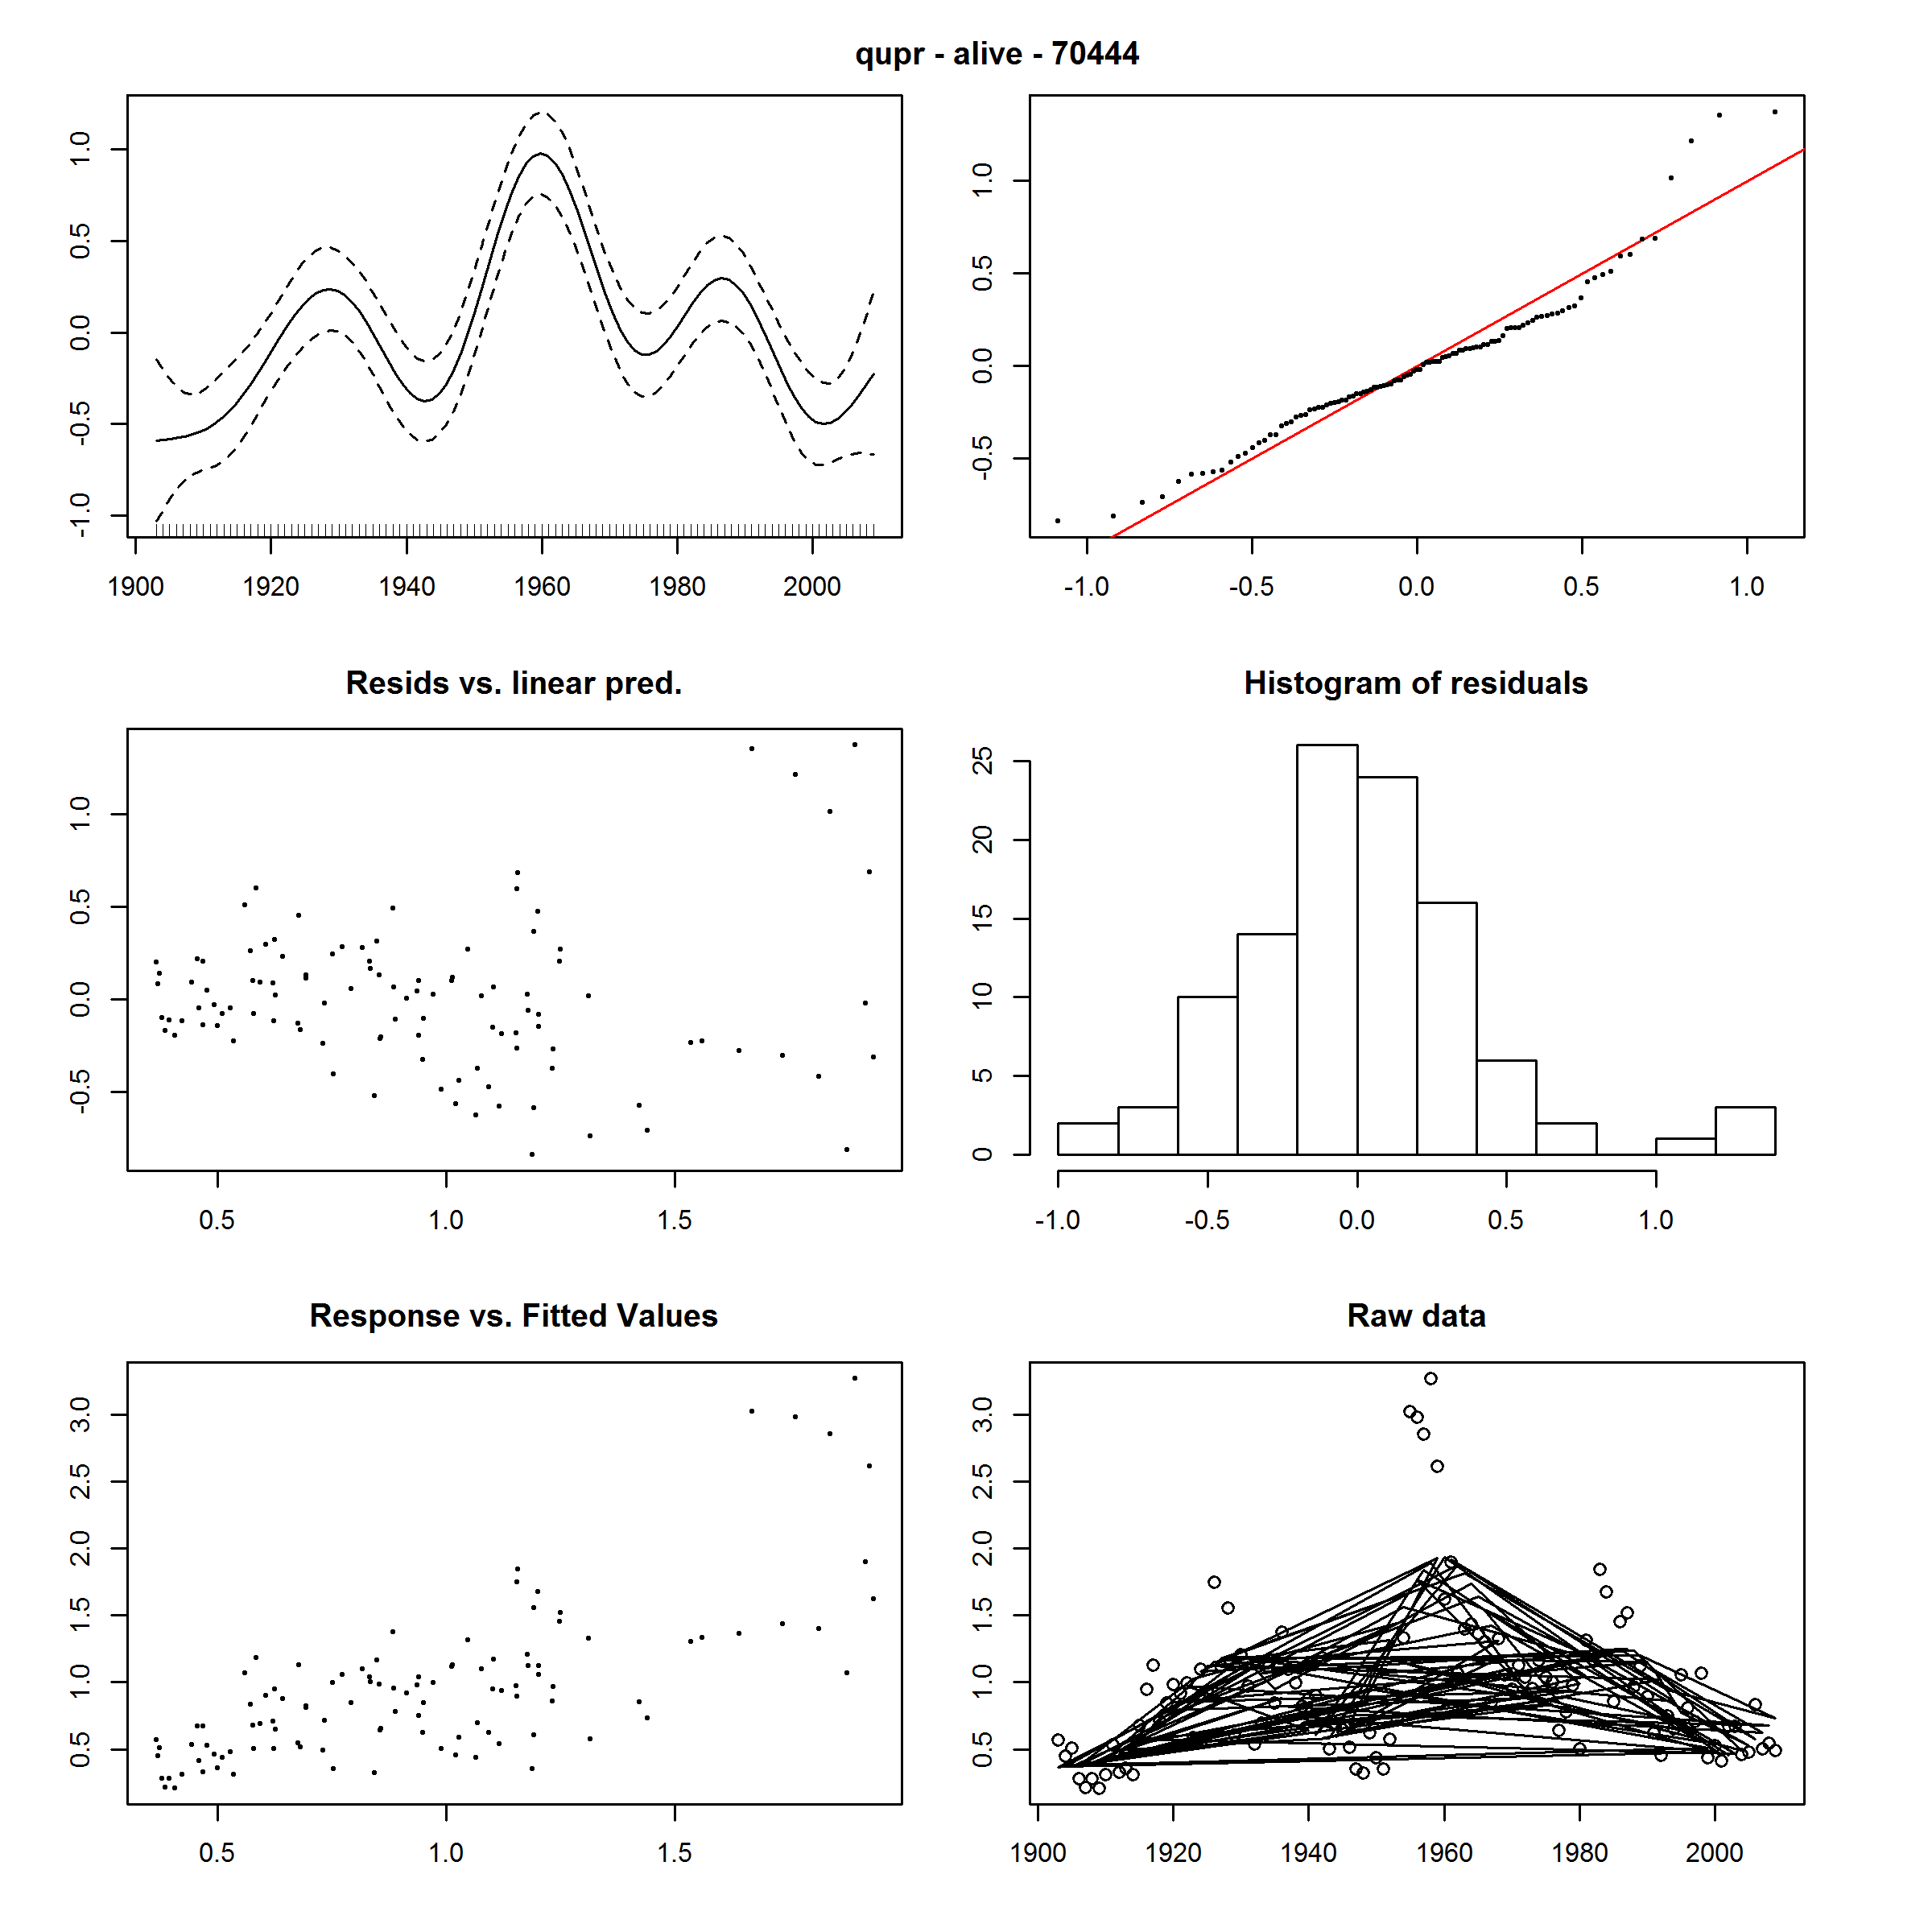 qupr - alive - 70444
1.0
0.5
0.0
-0.5
-1.0
1900 1920 1940 1960 1980 2000
1.0
0.5
0.0
-0.5
-1.0 -0.5 0.0 0.5 1.0
Resids vs. linear pred.
1.0
0.5
0.0
-0.5
0.5 1.0 1.5
Histogram of residuals
25
20
15
10
5
0
-1.0 -0.5 0.0 0.5 1.0
Response vs. Fitted Values
3.0
2.5
2.0
1.5
1.0
0.5
0.5 1.0 1.5
Raw data
3.0
2.5
2.0
1.5
1.0
0.5
1900 1920 1940 1960 1980 2000